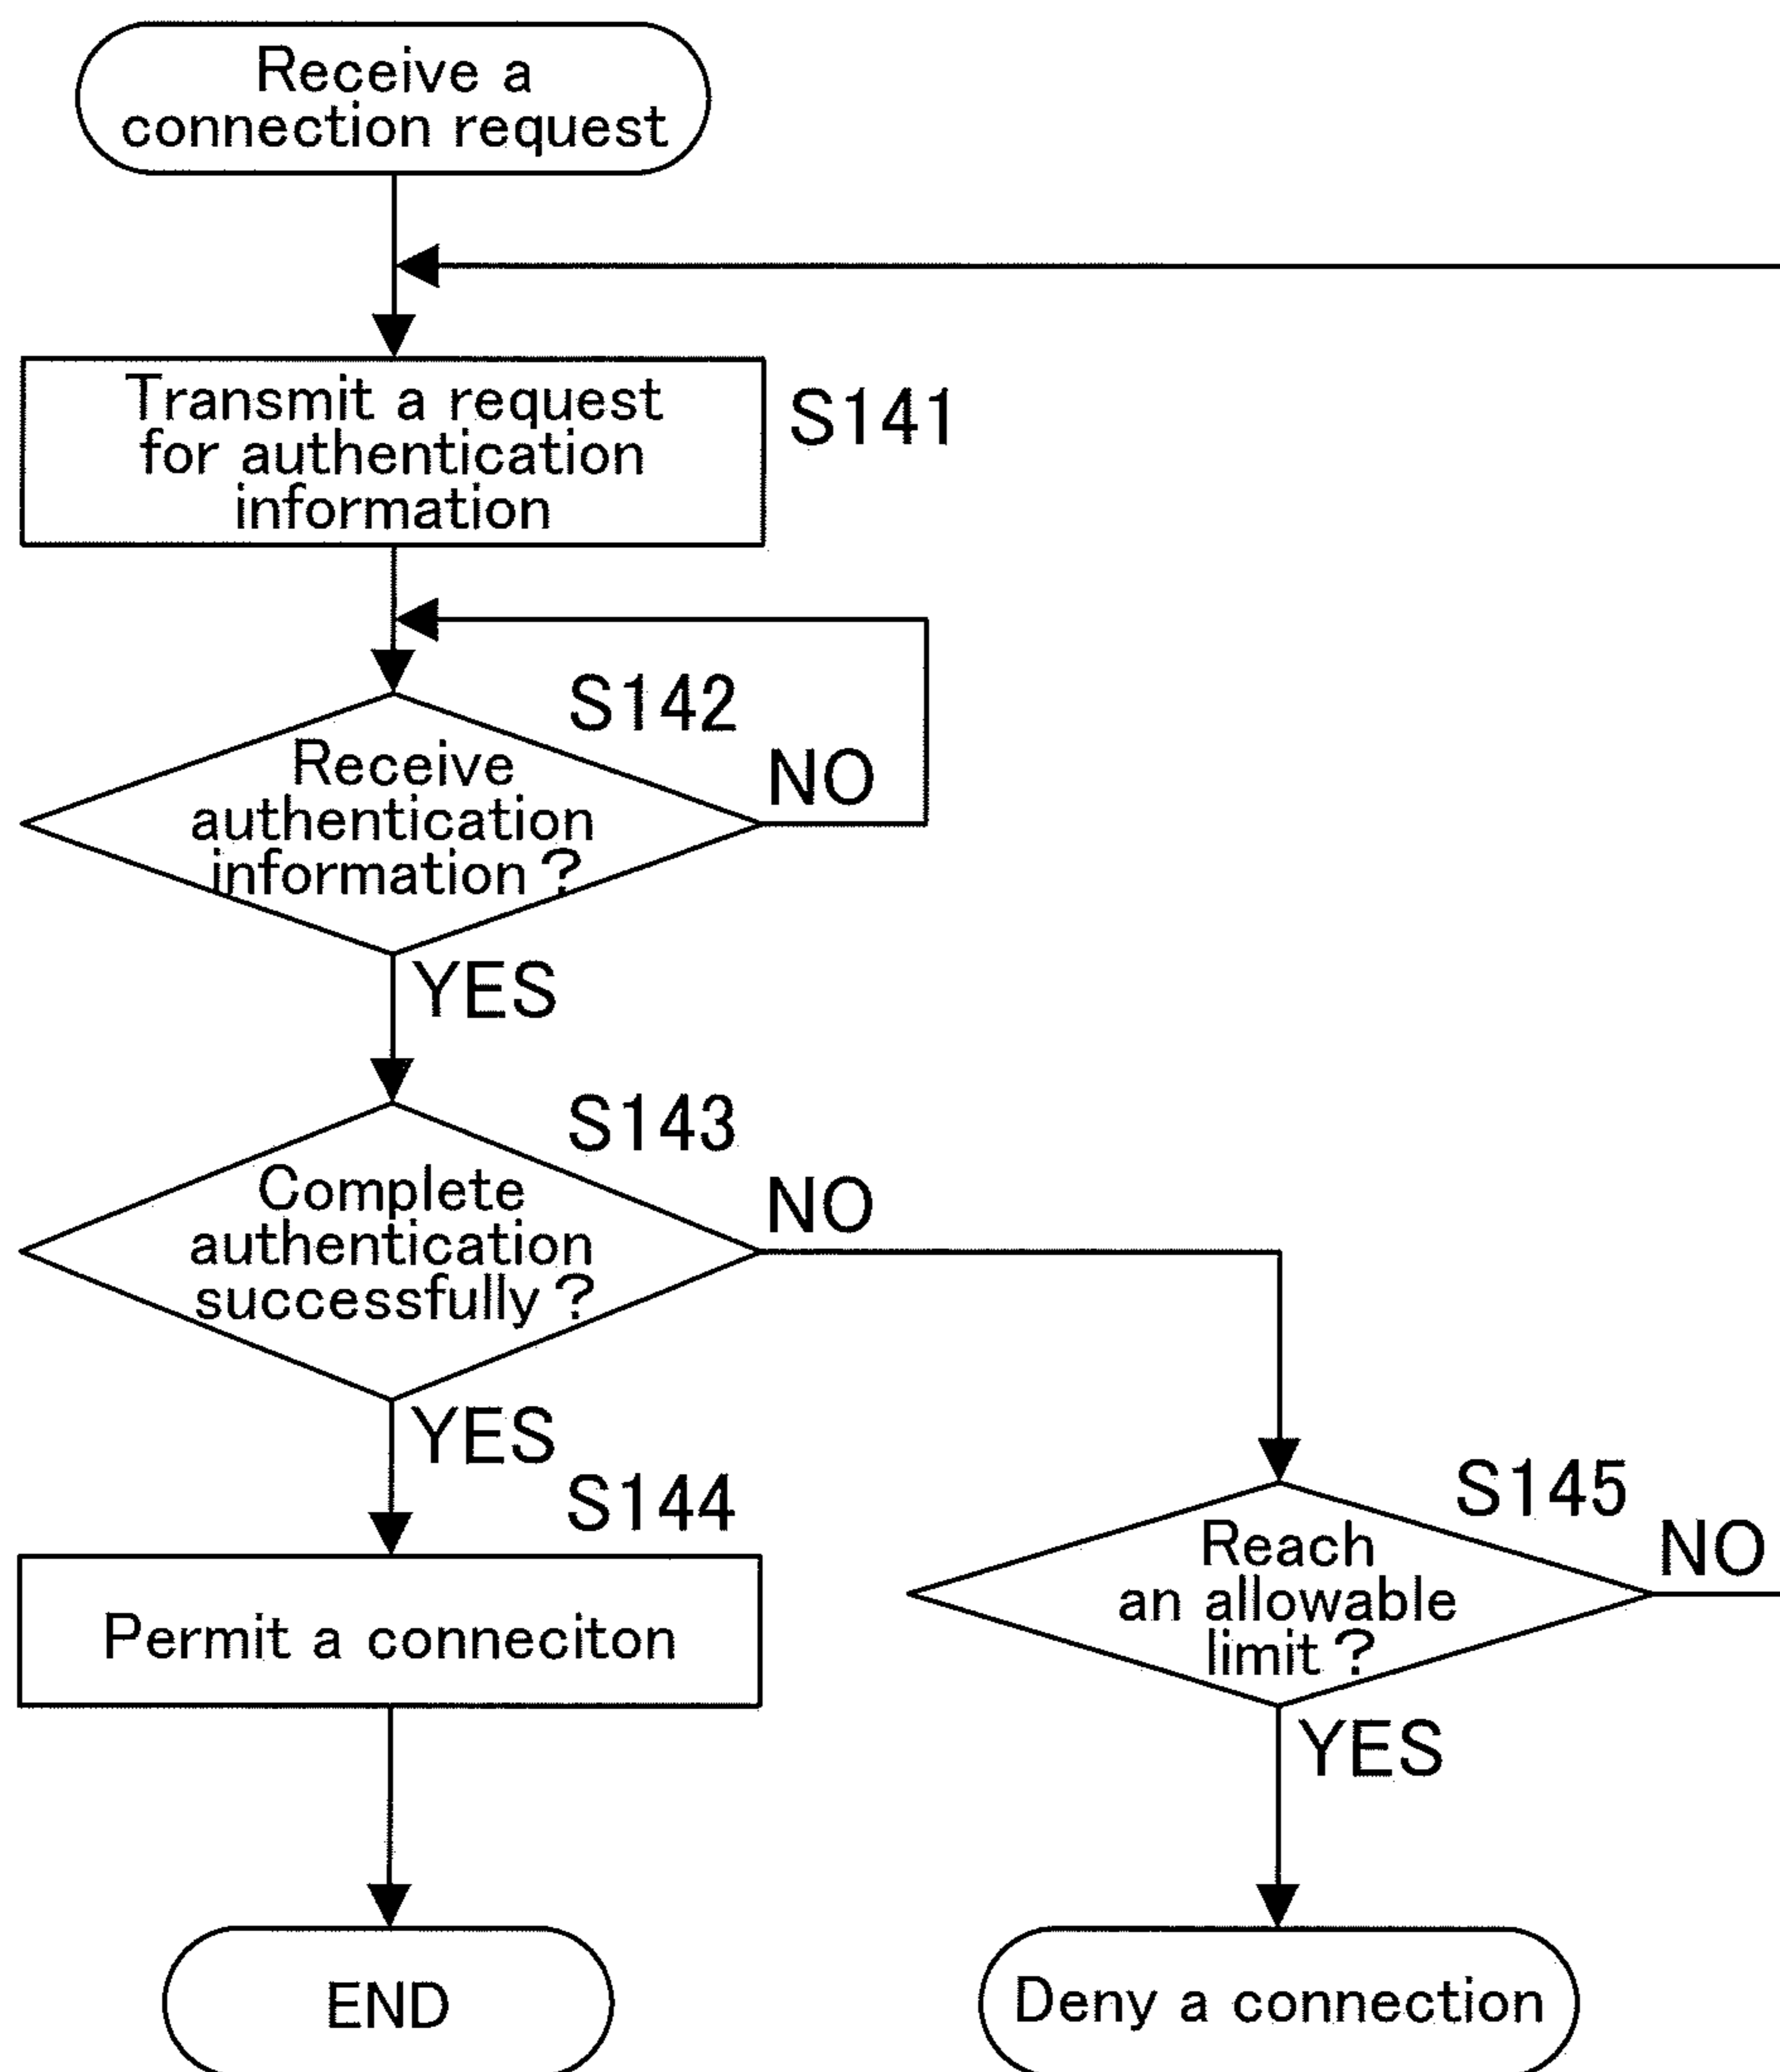 Receive a
connection request
Transmit a request
for authentication
information
S141
S142
Receive
authentication
information?
NO
YES
S143
Complete
authentication
successfully?
NO
YES
S144
Permit a conneciton
S145
Reach
an allowable
limit?
NO
YES
END
Deny a connection